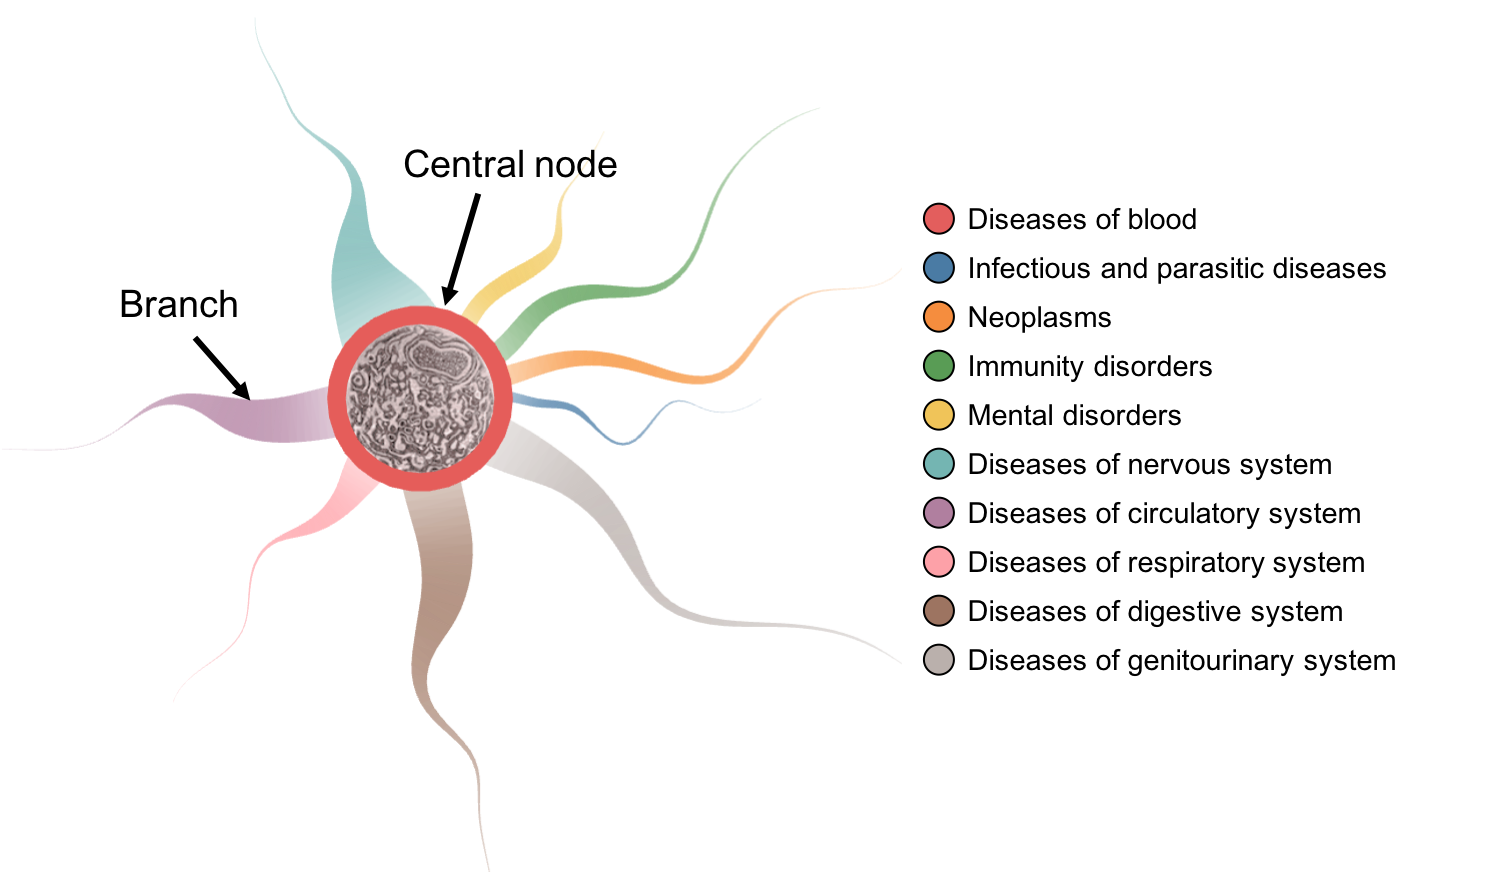 Central node
Branch
Diseases of blood
Infectious and parasitic diseases
Neoplasms
Immunity disorders
Mental disorders
Diseases of nervous system
Diseases of circulatory system
Diseases of respiratory system
Diseases of digestive system
Diseases of genitourinary system